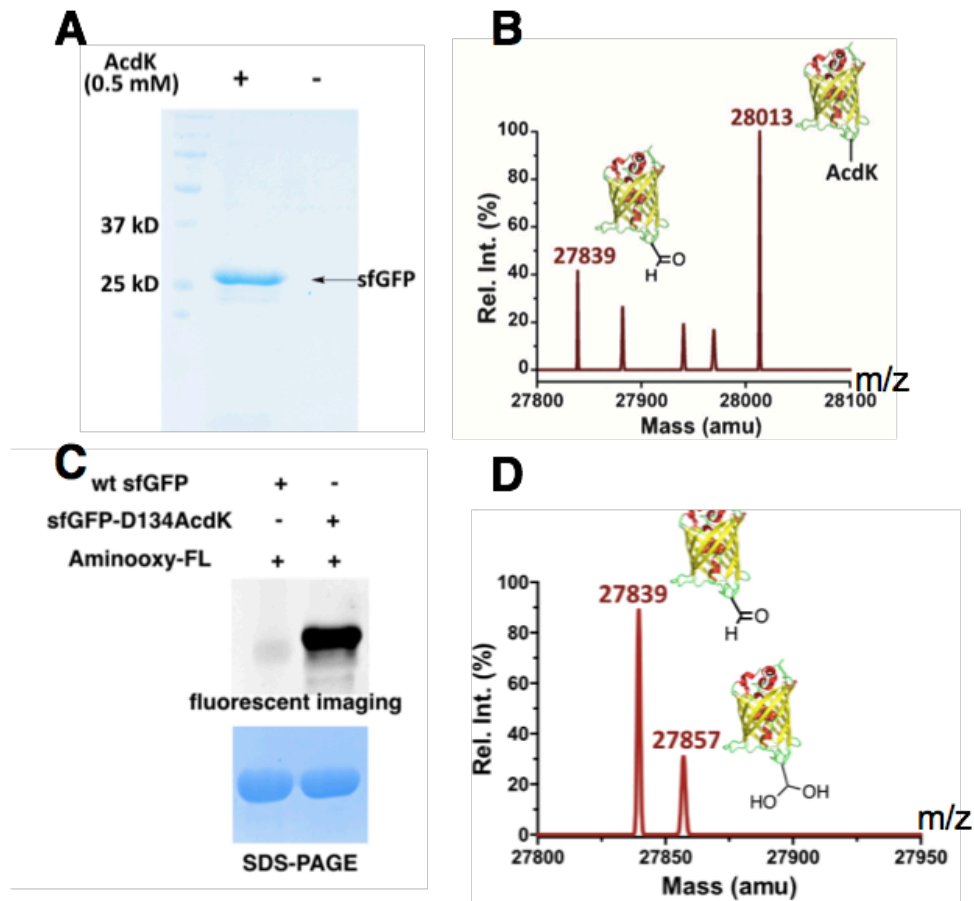 A
AcdK
(0.5 mM)
+ -
37 kD
25 kD
sfGFP
B
28013
AcdK
27839
H
O
100
80
60
40
20
0
Rel. Int. (%)
27800 27900 28000 28100
m/z
Mass (amu)
C
wt sfGFP + -
sfGFP-D134AcdK - +
Aminooxy-FL + +
fluorescent imaging
SDS-PAGE
D
27839
H
O
27857
HO OH
100
80
60
40
20
0
Rel. Int. (%)
27800 27850 27900 27950
m/z
Mass (amu)